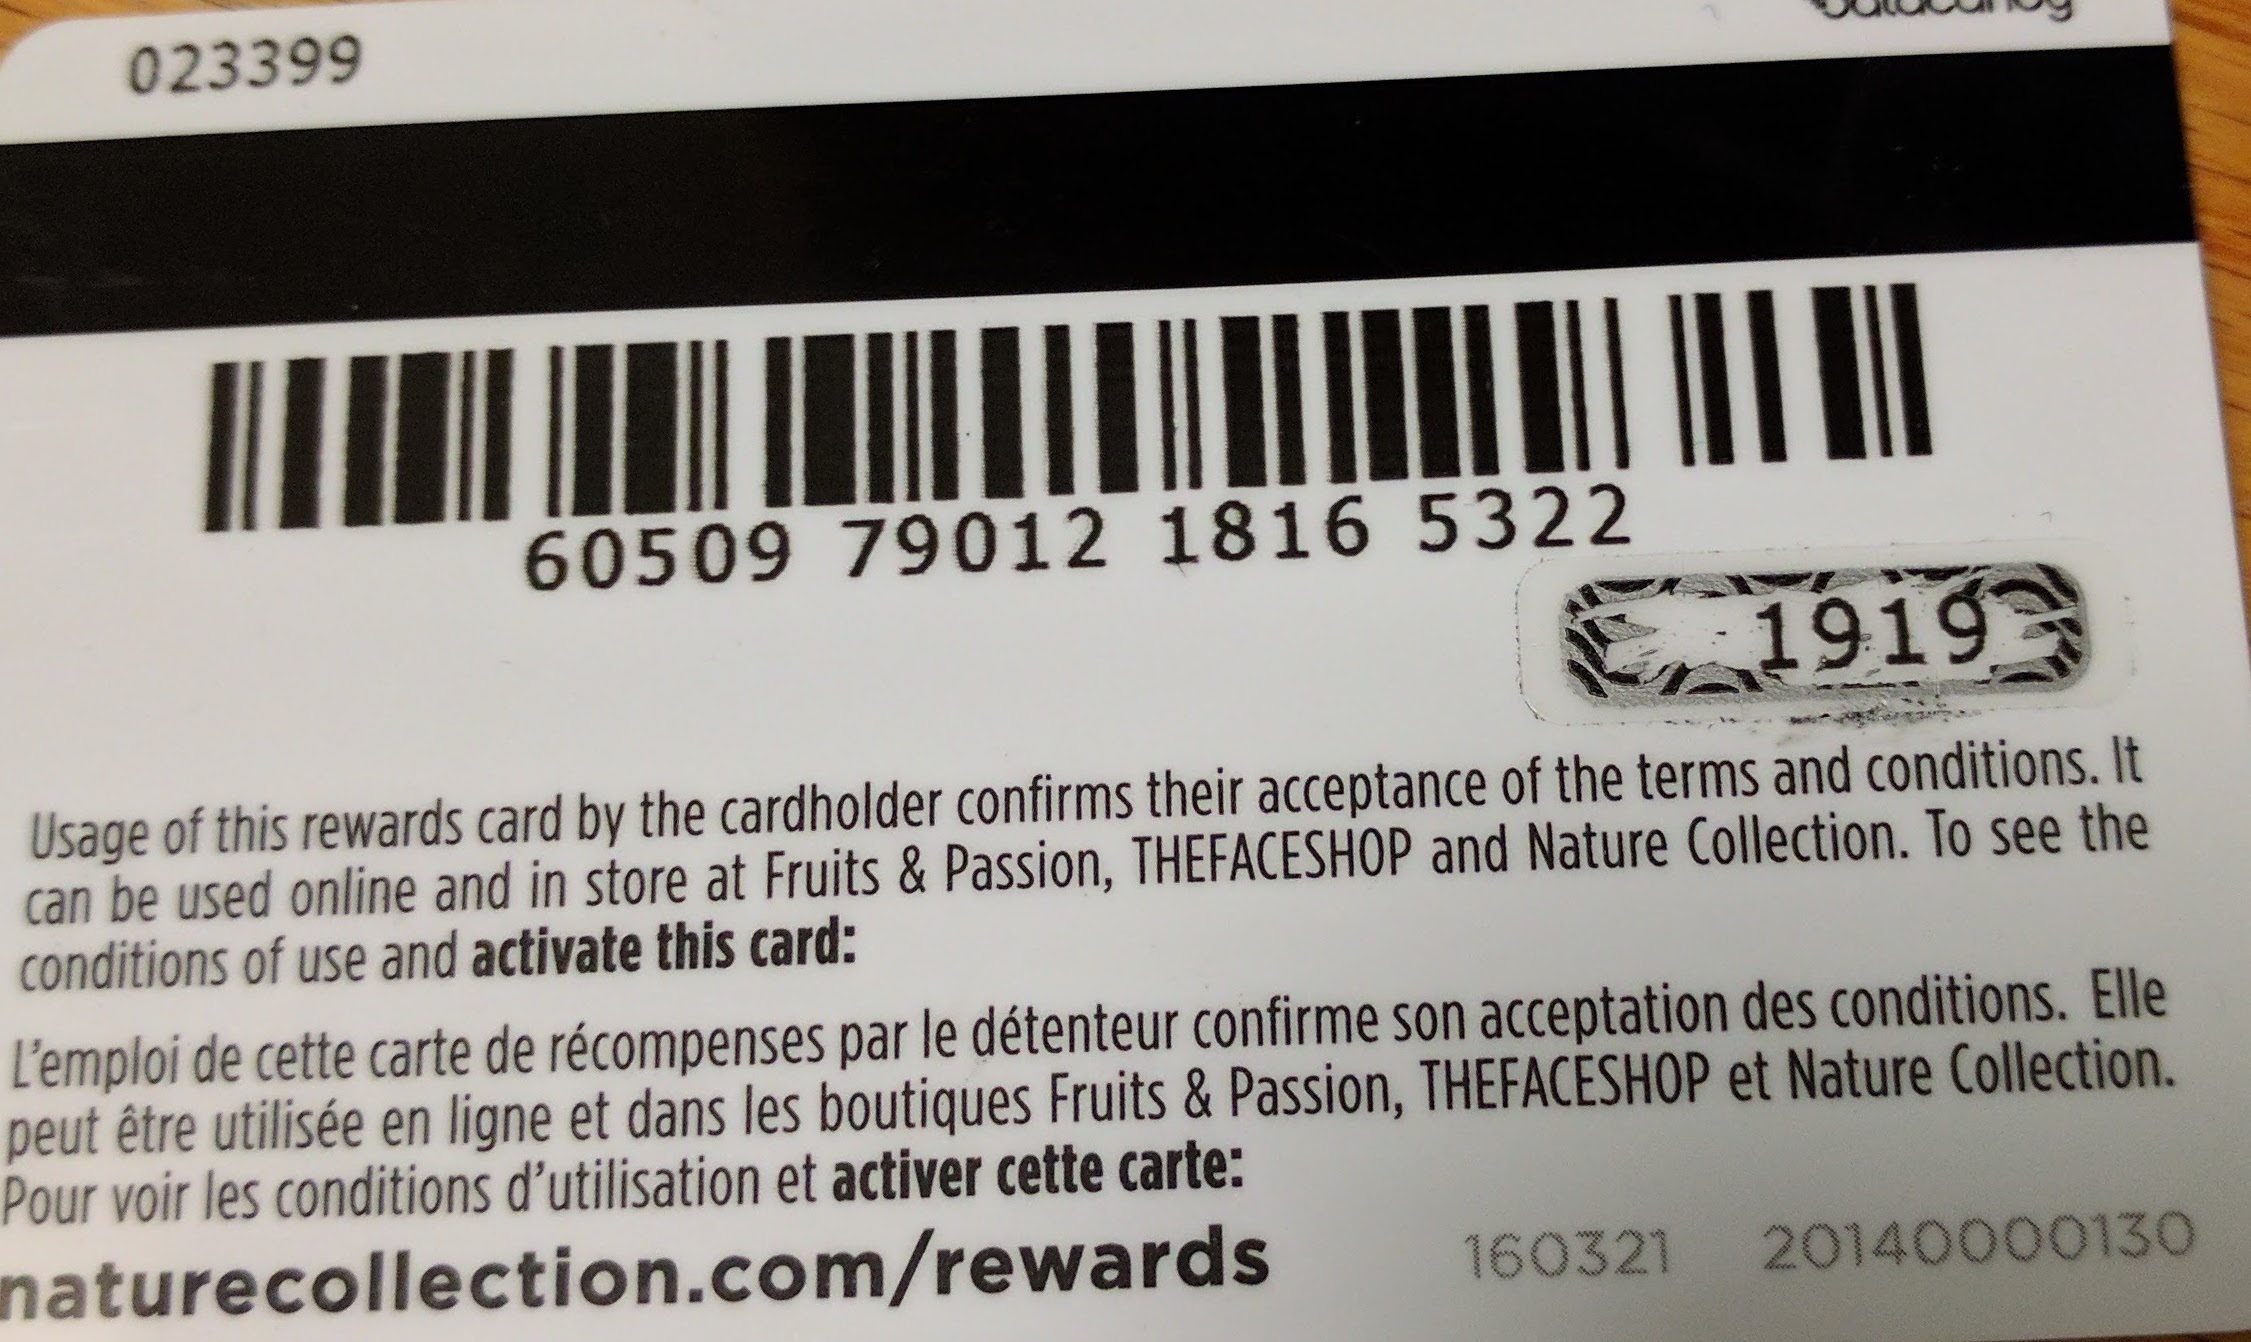 023399
60509 79012 1816 5322
1919
Usage of this rewards card by the cardholder confirms their acceptance of the terms and conditions. It
can be used online and in store at Fruits & Passion, THEFACESHOP and Nature Collection. To see the
conditions of use and activate this card:
L'emploi de cette carte de récompenses par le détenteur confirme son acceptation des conditions. Elle
peut être utilisée en ligne et dans les boutiques Fruits & Passion, THEFACESHOP et Nature Collection.
Pour voir les conditions d'utilisation et activer cette carte:
naturecollection.com/rewards
160321 20140000130